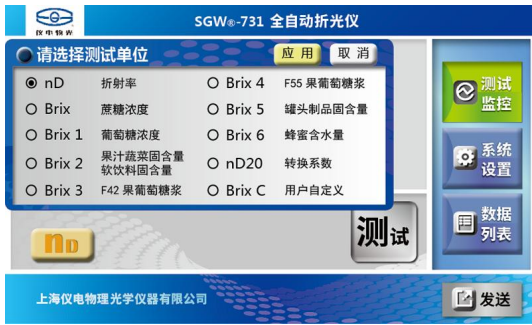 仪电物光
SGW®-731 全自动折光仪
请选择测试单位
应用
取消
nD 折射率
Brix 蔗糖浓度
Brix 1 葡萄糖浓度
Brix 2 果汁蔬菜固含量
软饮料固含量
Brix 3 F42 果葡萄糖浆
Brix 4 F55 果葡萄糖浆
Brix 5 罐头制品固含量
Brix 6 蜂蜜含水量
nD20 转换系数
Brix C 用户自定义
测试
监控
系统
设置
数据
列表
nD
测试
上海仪电物理光学仪器有限公司
发送